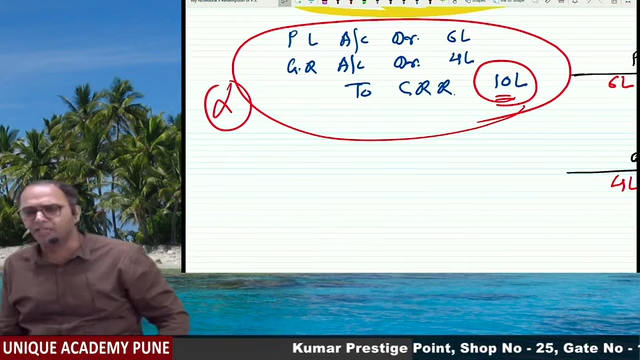 P L A/c Dr. 6L
G.R A/c Dr. 4L
To CRR 10L
α
6L
4L
UNIQUE ACADEMY PUNE
Kumar Prestige Point, Shop No - 25, Gate No -